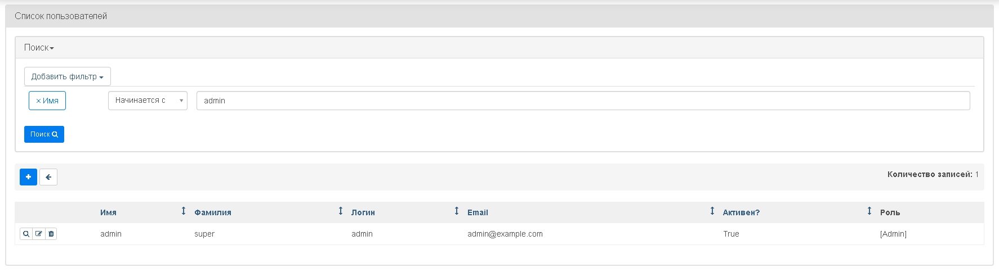 Список пользователей
Поиск
Добавить фильтр
× Имя Начинается с admin
Поиск
Количество записей: 1
Имя Фамилия Логин Email Активен? Роль
admin super admin admin@example.com True [Admin]